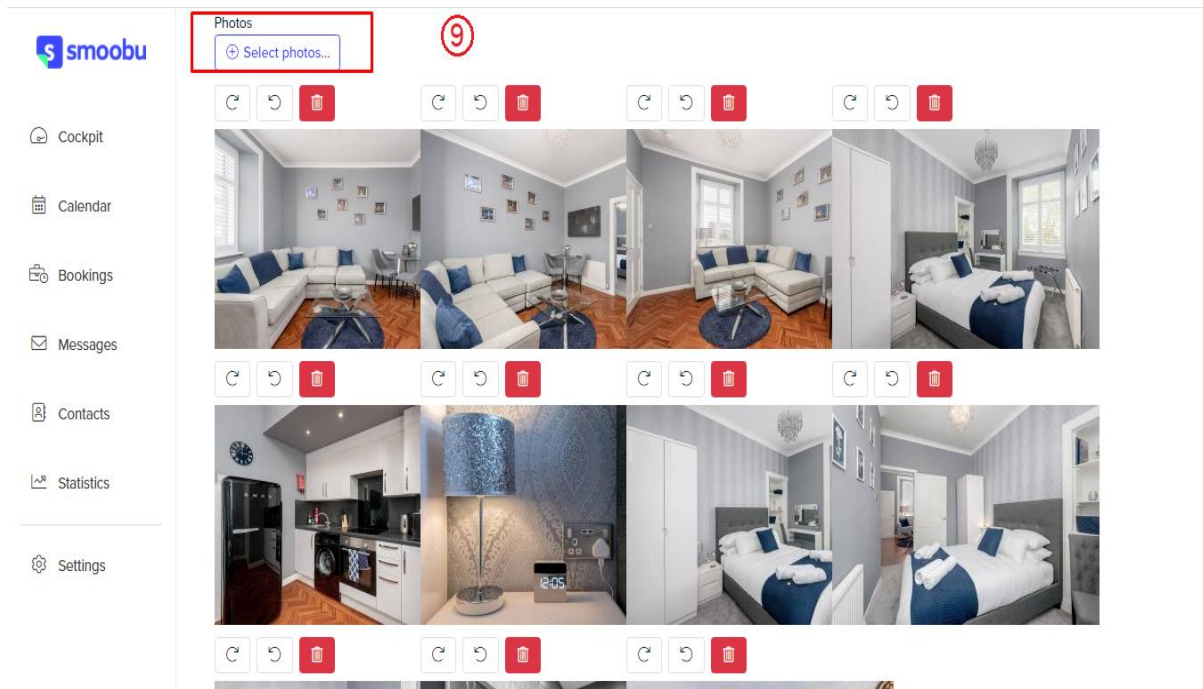 Photos
⊕ Select photos...
9
smoobu
Cockpit
Calendar
Bookings
Messages
Contacts
Statistics
Settings
12:05